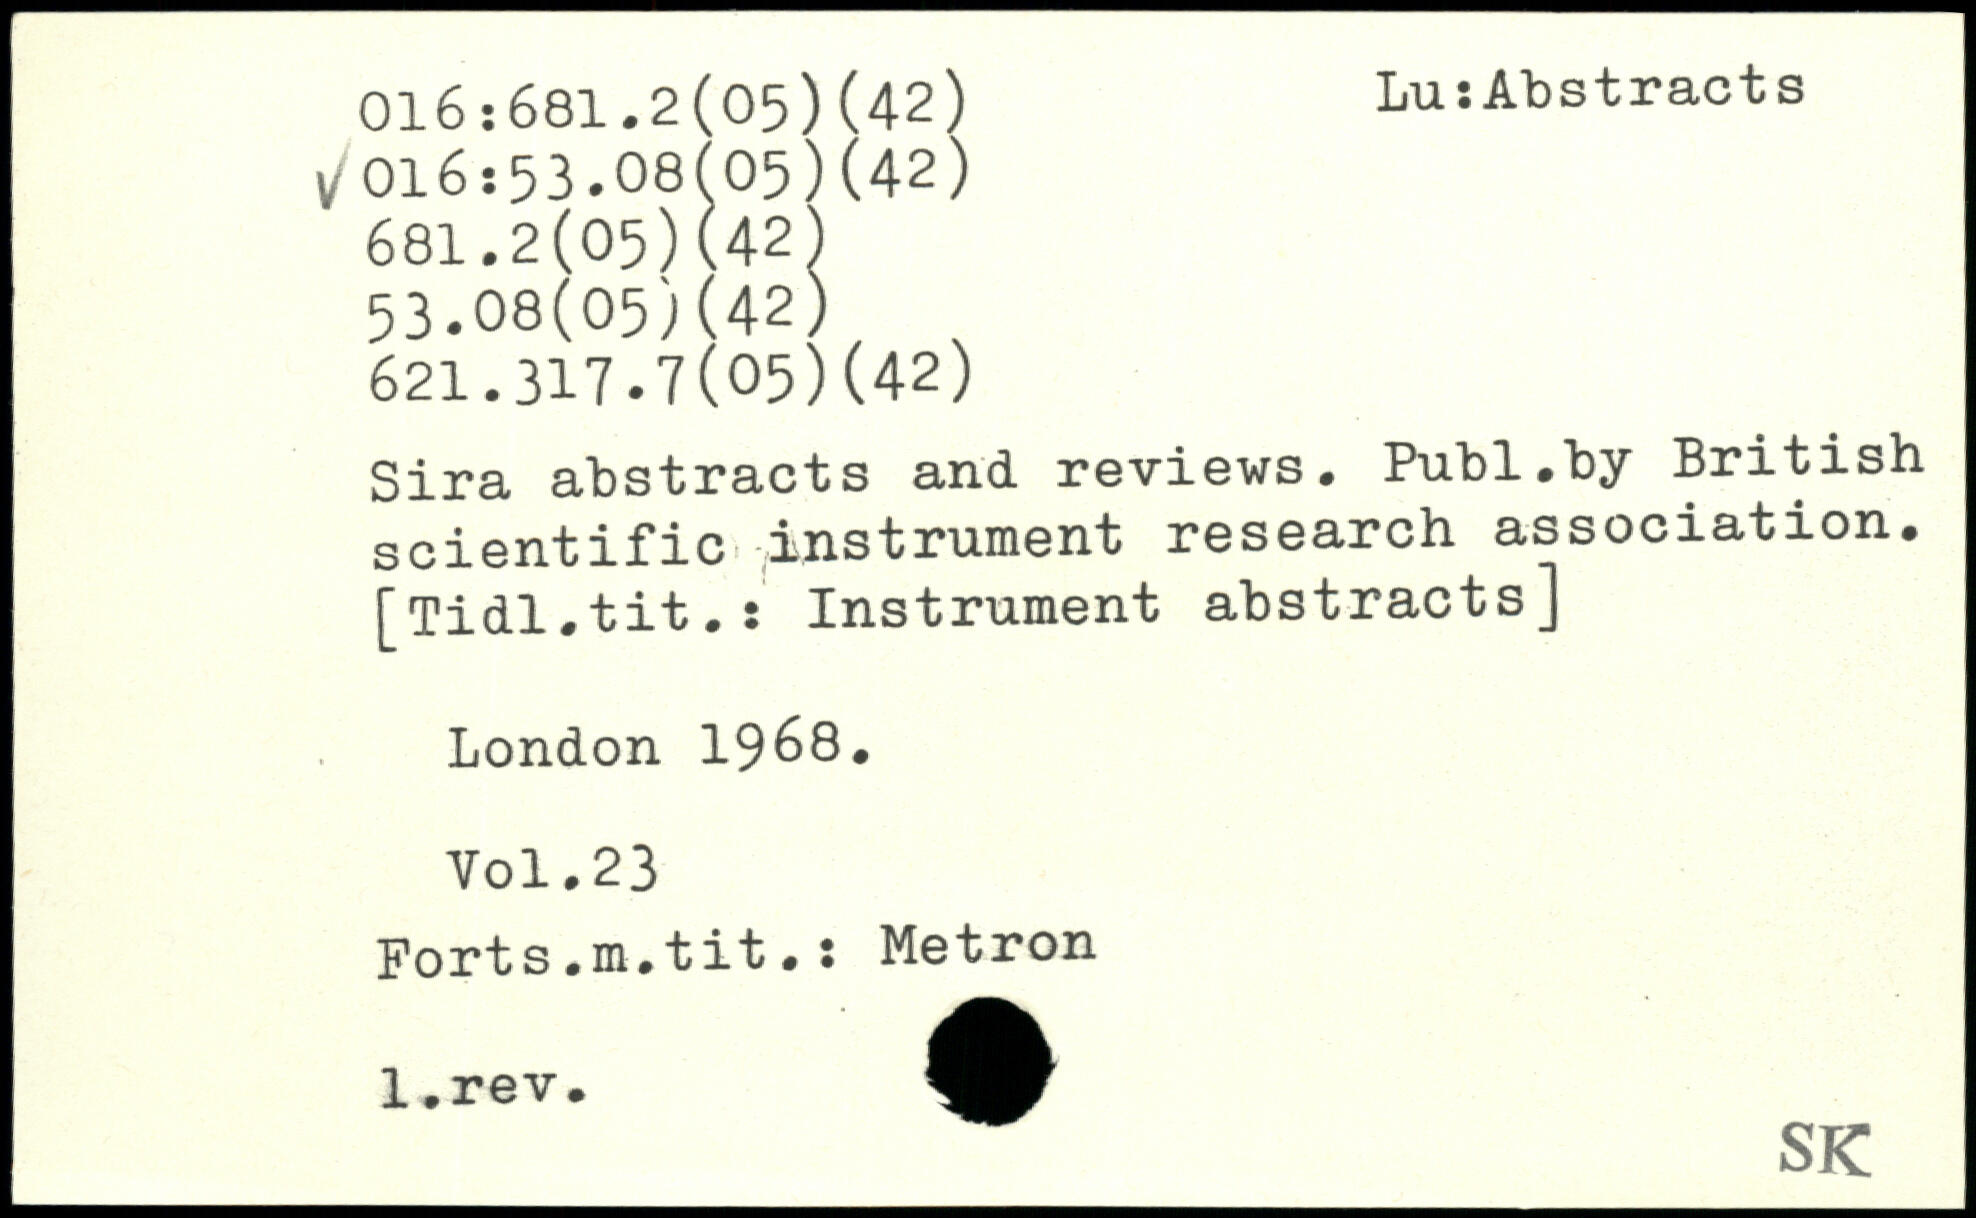 016:681.2(05)(42)
Lu:Abstracts
✓ 016:53.08(05)(42)
681.2(05)(42)
53.08(05)(42)
621.317.7(05)(42)
Sira abstracts and reviews. Publ.by British
scientific instrument research association.
[Tidl.tit.: Instrument abstracts]
London 1968.
Vol.23
Forts.m.tit.: Metron
1.rev.
SK